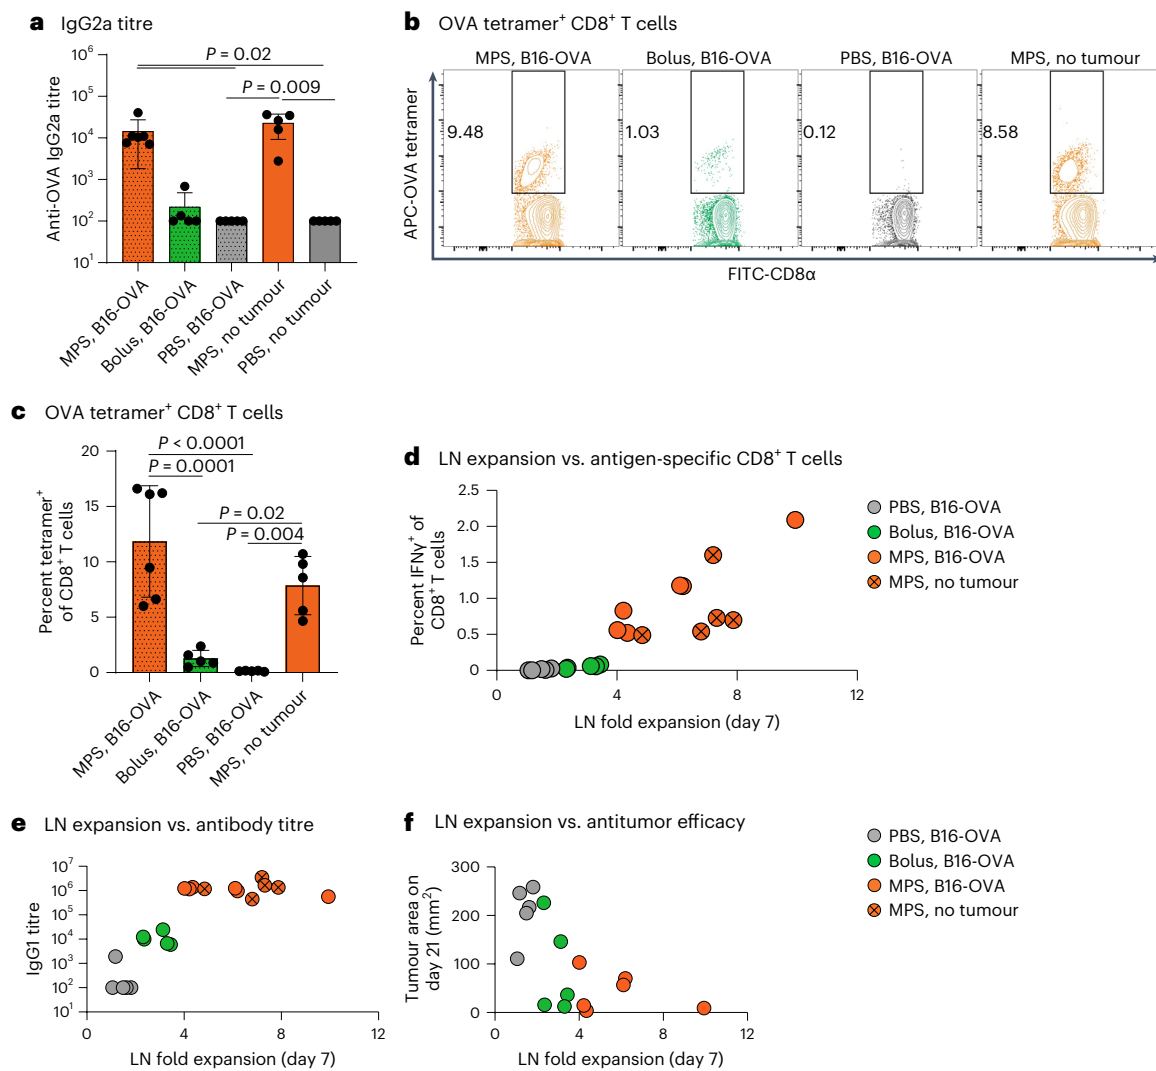 a IgG2a titre
P = 0.02
P = 0.009
Anti-OVA IgG2a titre
10⁶
10⁵
10⁴
10³
10²
10¹
MPS, B16-OVA
Bolus, B16-OVA
PBS, B16-OVA
MPS, no tumour
PBS, no tumour
b OVA tetramer⁺ CD8⁺ T cells
MPS, B16-OVA
Bolus, B16-OVA
PBS, B16-OVA
MPS, no tumour
APC-OVA tetramer
9.48
1.03
0.12
8.58
FITC-CD8α
c OVA tetramer⁺ CD8⁺ T cells
P < 0.0001
P = 0.0001
P = 0.02
P = 0.004
Percent tetramer⁺
of CD8⁺ T cells
20
15
10
5
0
MPS, B16-OVA
Bolus, B16-OVA
PBS, B16-OVA
MPS, no tumour
d LN expansion vs. antigen-specific CD8⁺ T cells
Percent IFNγ⁺ of
CD8⁺ T cells
2.5
2.0
1.5
1.0
0.5
0
0 4 8 12
LN fold expansion (day 7)
PBS, B16-OVA
Bolus, B16-OVA
MPS, B16-OVA
MPS, no tumour
e LN expansion vs. antibody titre
IgG1 titre
10⁷
10⁶
10⁵
10⁴
10³
10²
10¹
0 4 8 12
LN fold expansion (day 7)
f LN expansion vs. antitumor efficacy
Tumour area on
day 21 (mm²)
300
200
100
0
0 4 8 12
LN fold expansion (day 7)
PBS, B16-OVA
Bolus, B16-OVA
MPS, B16-OVA
MPS, no tumour